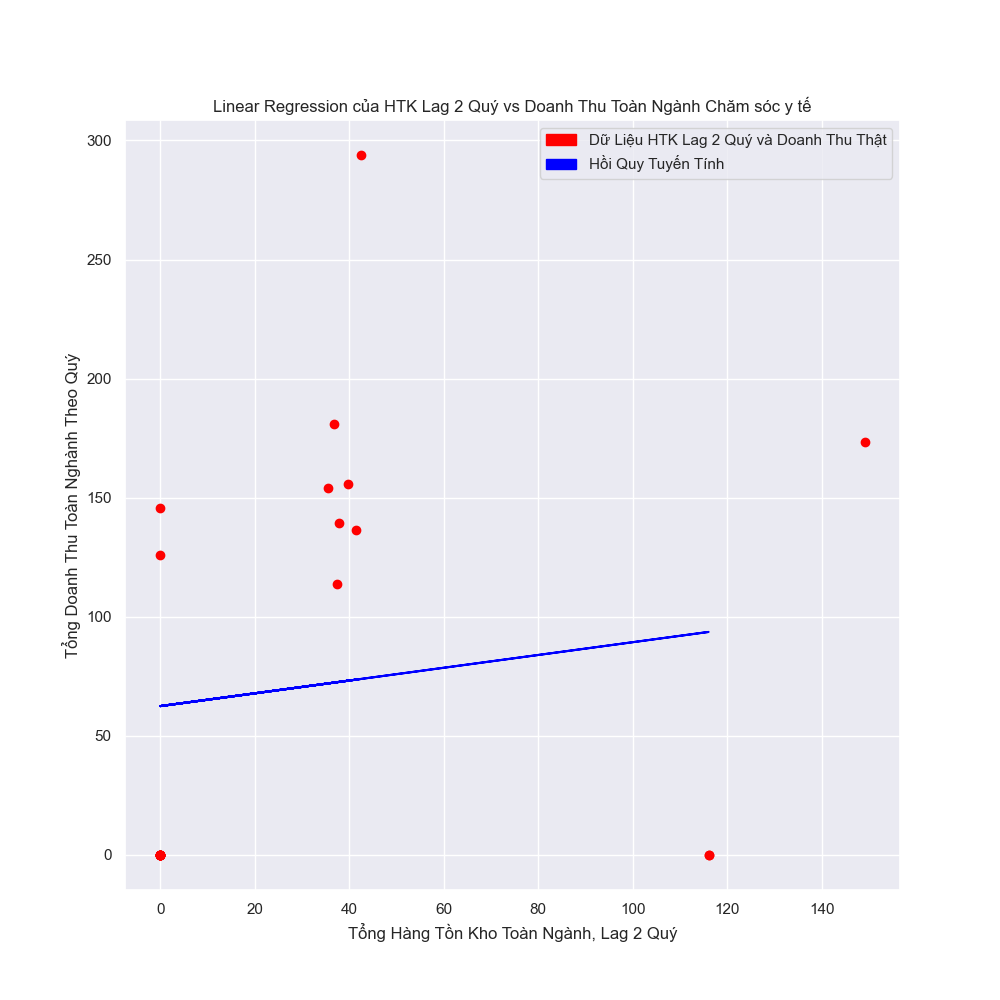 Linear Regression của HTK Lag 2 Quý vs Doanh Thu Toàn Ngành Chăm sóc y tế
Dữ Liệu HTK Lag 2 Quý và Doanh Thu Thật
Hồi Quy Tuyến Tính
Tổng Doanh Thu Toàn Nghành Theo Quý
300
250
200
150
100
50
0
0 20 40 60 80 100 120 140
Tổng Hàng Tồn Kho Toàn Ngành, Lag 2 Quý